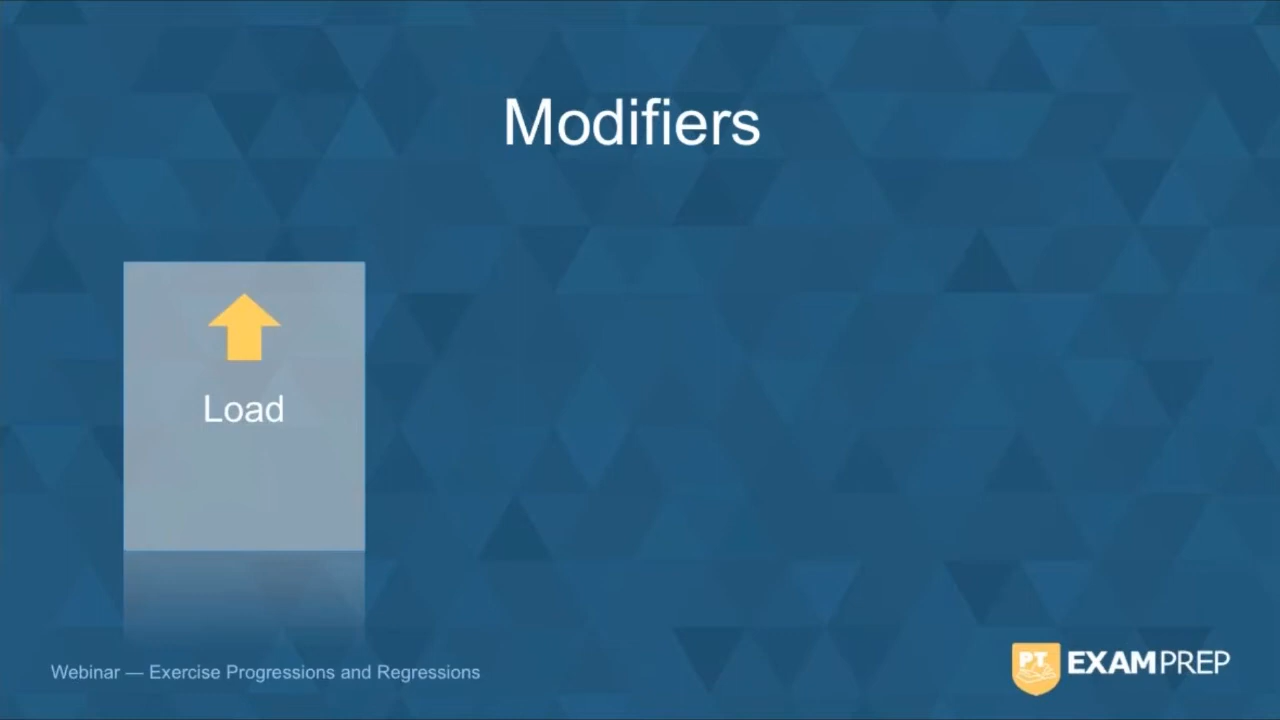 Modifiers
Load
Webinar — Exercise Progressions and Regressions
PT EXAMPREP